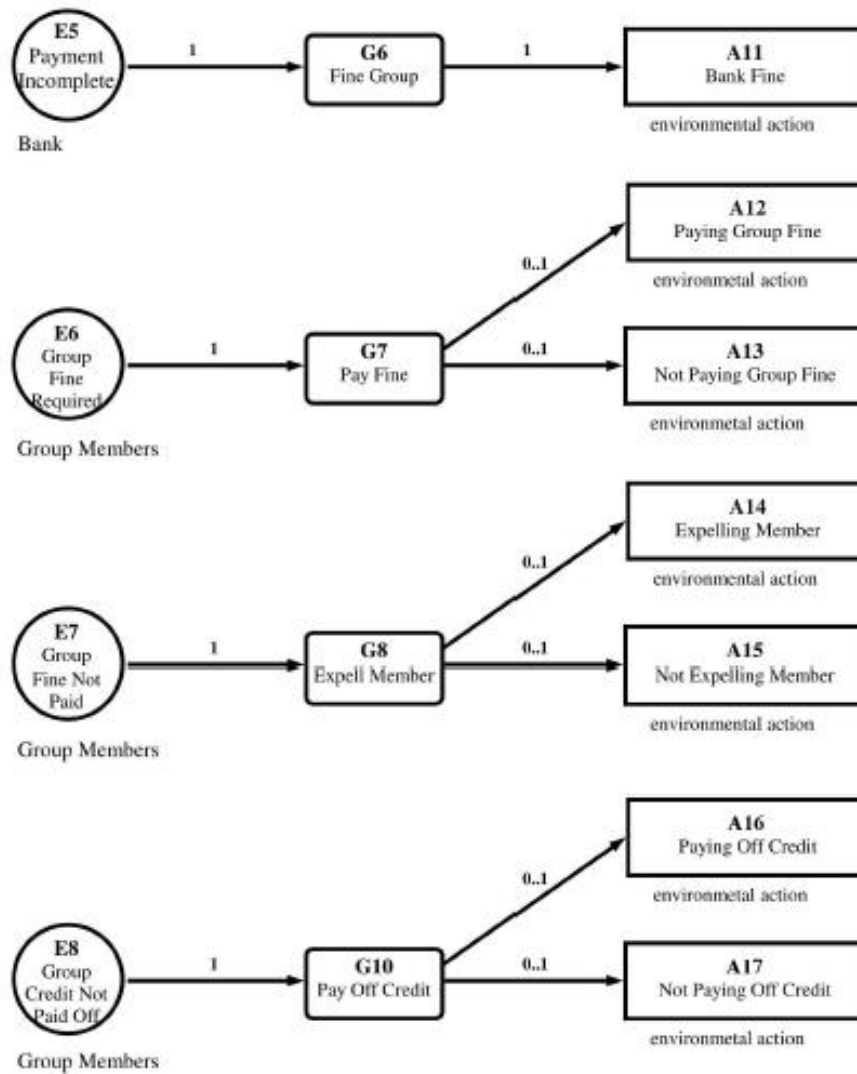 E5
Payment
Incomplete
1
G6
Fine Group
1
A11
Bank Fine
environmental action
Bank
A12
Paying Group Fine
environmetal action
0..1
E6
Group
Fine
Required
1
G7
Pay Fine
0..1
A13
Not Paying Group Fine
environmetal action
Group Members
A14
Expelling Member
environmental action
0..1
E7
Group
Fine Not
Paid
1
G8
Expell Member
0..1
A15
Not Expelling Member
environmetal action
Group Members
A16
Paying Off Credit
environmetal action
0..1
E8
Group
Credit Not
Paid Off
1
G10
Pay Off Credit
0..1
A17
Not Paying Off Credit
environmetal action
Group Members